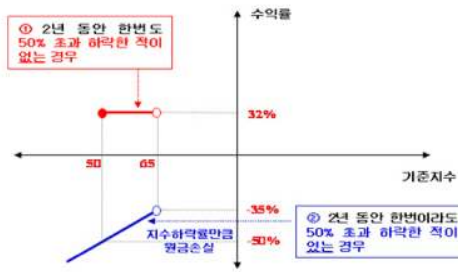 수익률
① 2년 동안 한번도
50% 초과 하락한 적이
없는 경우
32%
50
65
기준지수
-35%
지수하락률만큼
원금손실
-50%
② 2년 동안 한번이라도
50% 초과 하락한 적이
있는 경우